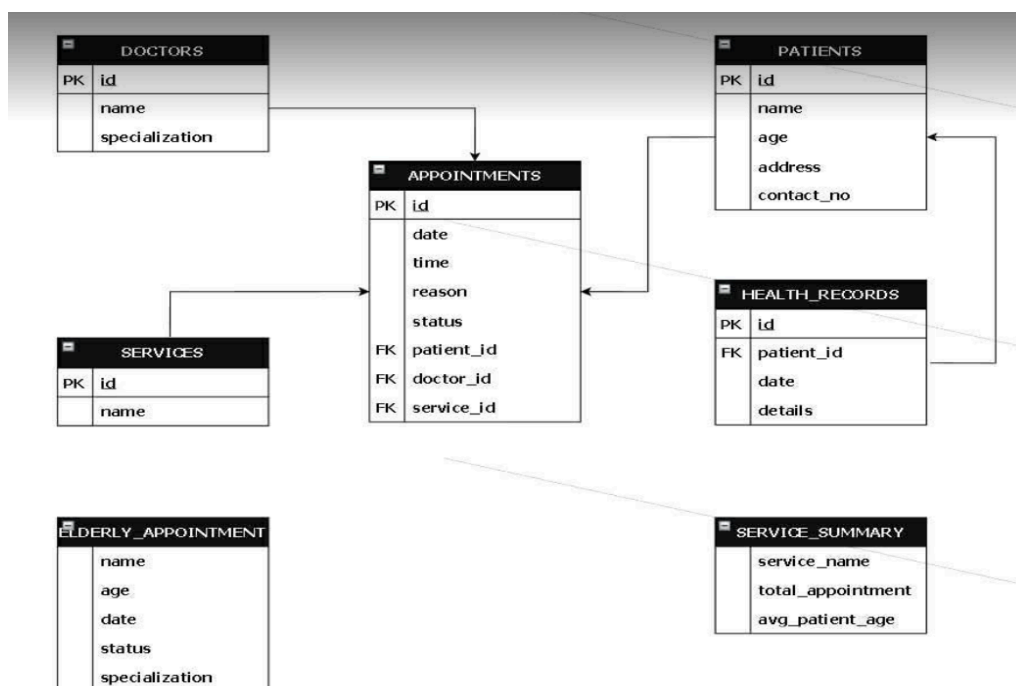 DOCTORS
PK id
name
specialization
PATIENTS
PK id
name
age
address
contact_no
APPOINTMENTS
PK id
date
time
reason
status
FK patient_id
FK doctor_id
FK service_id
HEALTH_RECORDS
PK id
FK patient_id
date
details
SERVICES
PK id
name
ELDERLY_APPOINTMENT
name
age
date
status
specialization
SERVICE_SUMMARY
service_name
total_appointment
avg_patient_age